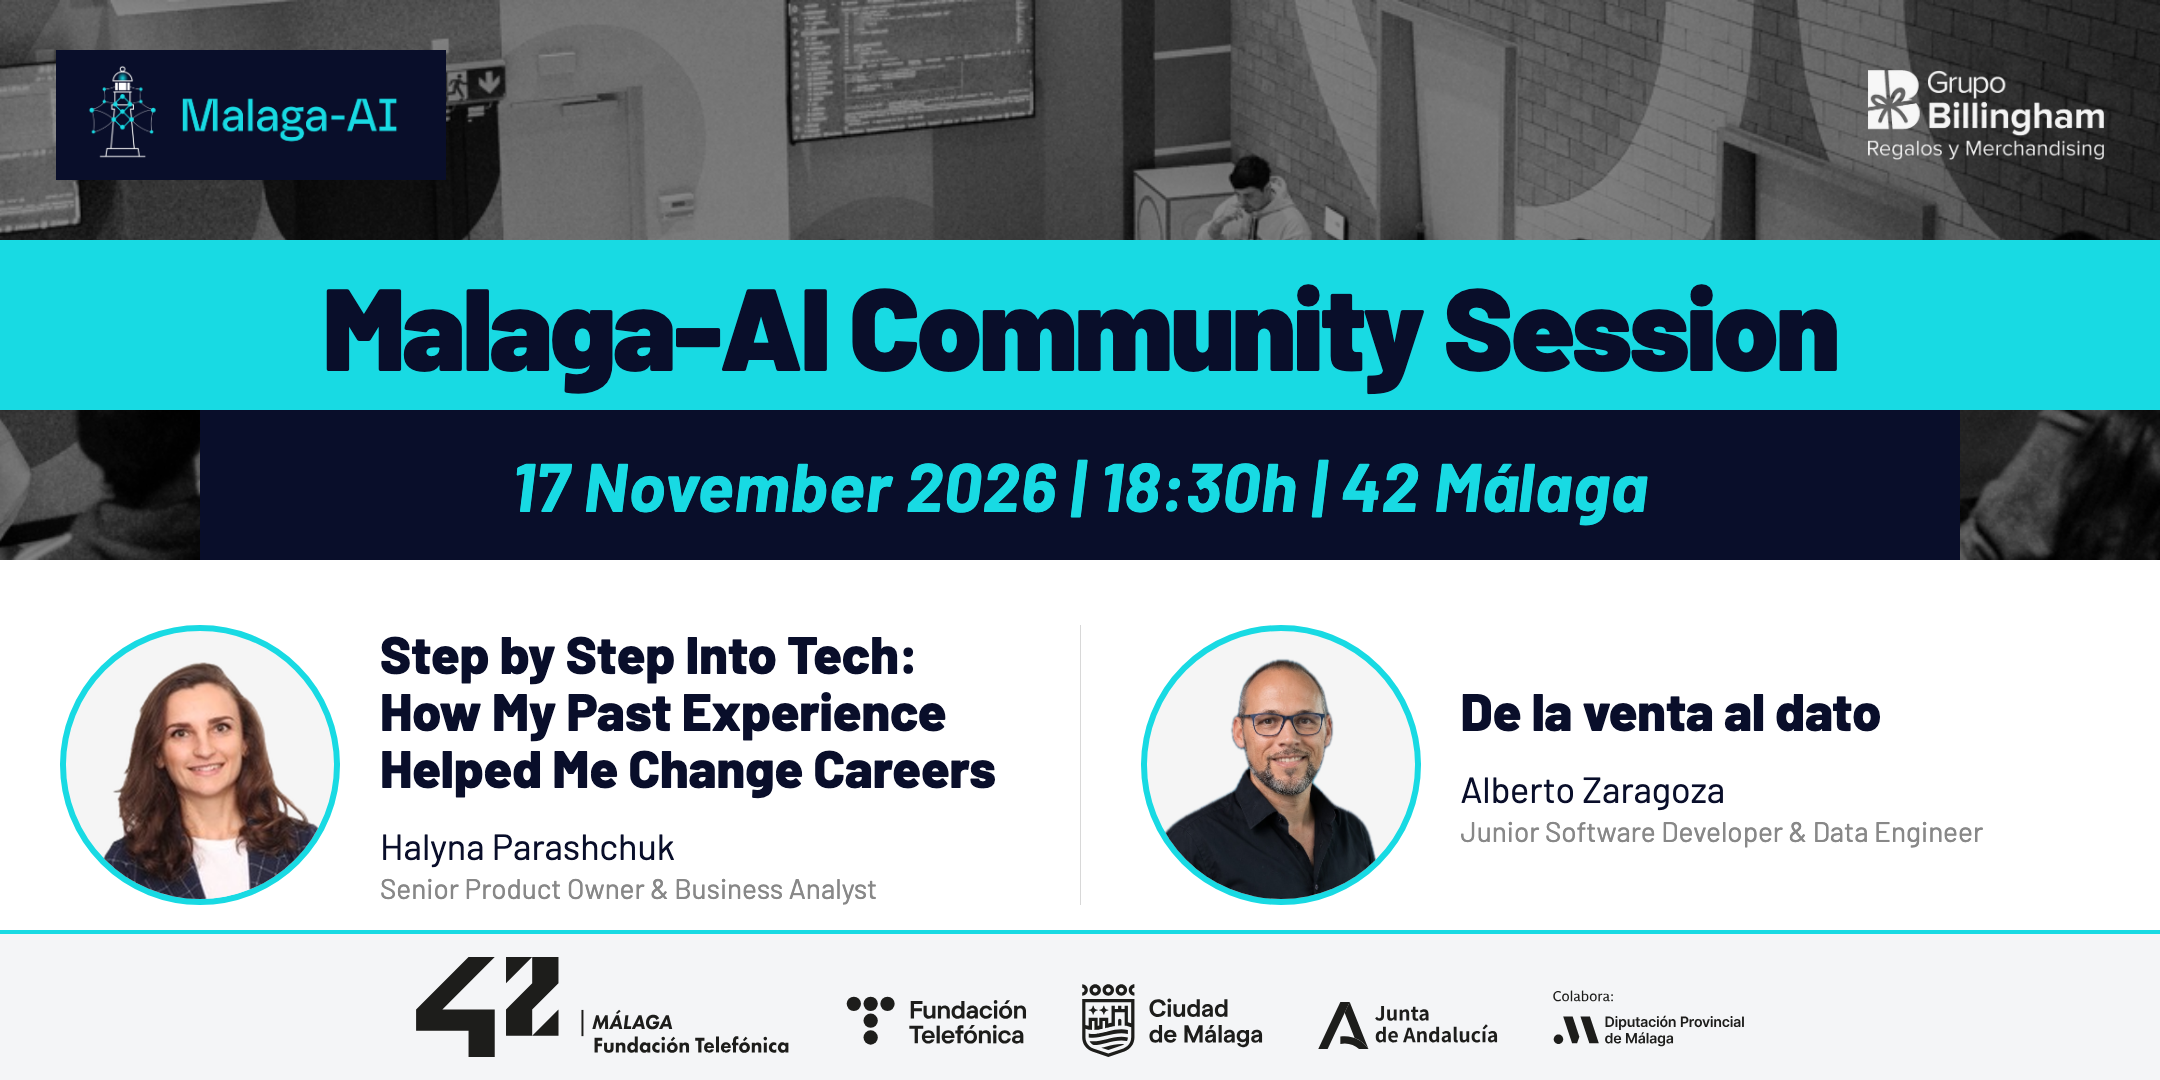 Malaga-AI
Grupo
Billingham
Regalos y Merchandising
Malaga-AI Community Session
17 November 2026 | 18:30h | 42 Málaga
Step by Step Into Tech:
How My Past Experience
Helped Me Change Careers
Halyna Parashchuk
Senior Product Owner & Business Analyst
De la venta al dato
Alberto Zaragoza
Junior Software Developer & Data Engineer
42 | MÁLAGA
Fundación Telefónica
Fundación
Telefónica
Ciudad
de Málaga
Junta
de Andalucía
Colabora:
Diputación Provincial
de Málaga